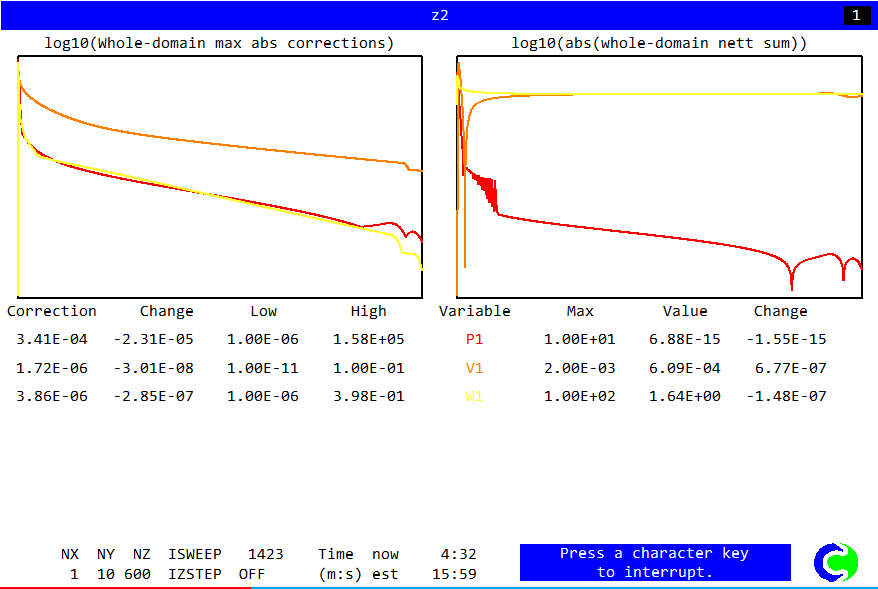 z2
1
log10(Whole-domain max abs corrections) log10(abs(whole-domain nett sum))
Correction Change Low High Variable Max Value Change
3.41E-04 -2.31E-05 1.00E-06 1.58E+05 P1 1.00E+01 6.88E-15 -1.55E-15
1.72E-06 -3.01E-08 1.00E-11 1.00E-01 V1 2.00E-03 6.09E-04 6.77E-07
3.86E-06 -2.85E-07 1.00E-06 3.98E-01 W1 1.00E+02 1.64E+00 -1.48E-07
NX NY NZ ISWEEP 1423 Time now 4:32 Press a character key
1 10 600 IZSTEP OFF (m:s) est 15:59 to interrupt.